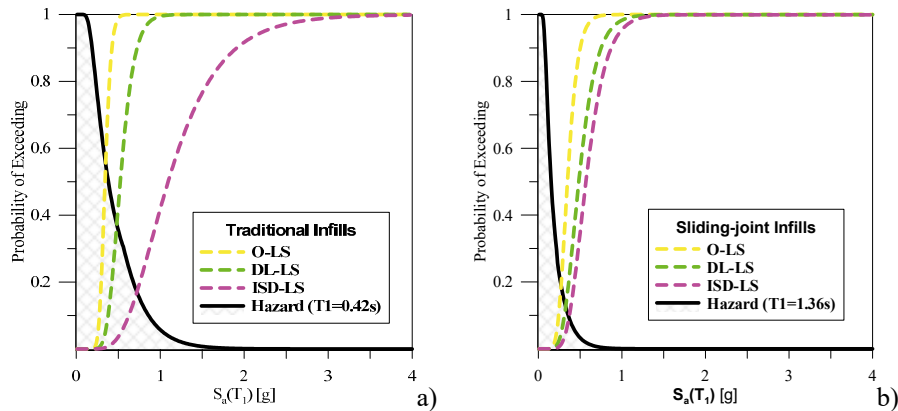 1
0.8
0.6
0.4
0.2
Probability of Exceeding
Traditional Infills
O-LS
DL-LS
ISD-LS
Hazard (T1=0.42s)
0 1 2 3 4
Sa(T1) [g]
a)
1
0.8
0.6
0.4
0.2
Probability of Exceeding
Sliding-joint Infills
O-LS
DL-LS
ISD-LS
Hazard (T1=1.36s)
0 1 2 3 4
Sa(T1) [g]
b)